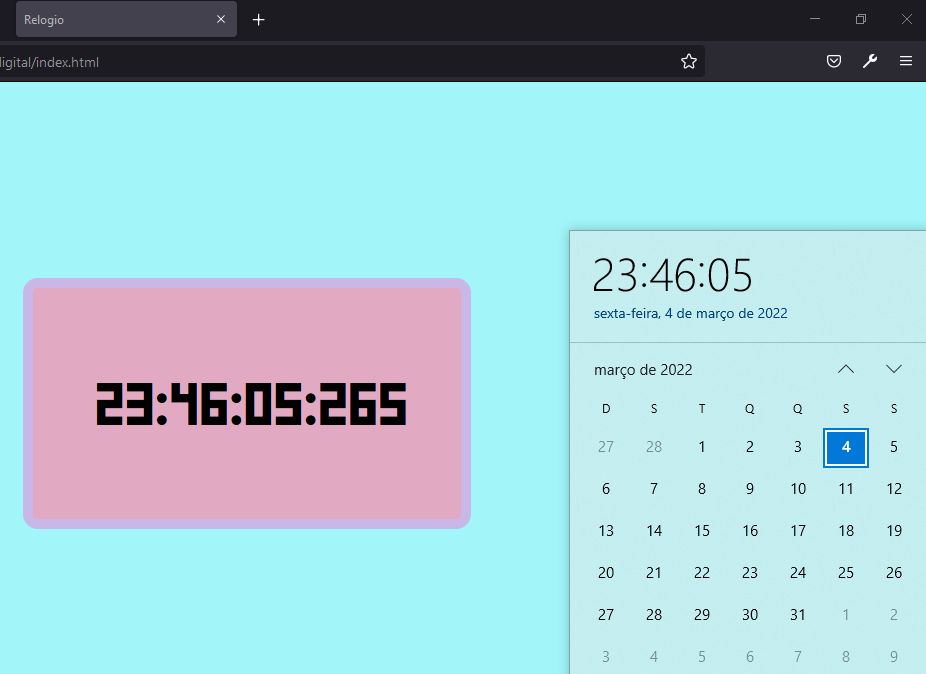 Relogio
igital/index.html
23:46:05:265
23:46:05
sexta-feira, 4 de março de 2022
março de 2022
D S T Q Q S S
27 28 1 2 3 4 5
6 7 8 9 10 11 12
13 14 15 16 17 18 19
20 21 22 23 24 25 26
27 28 29 30 31 1 2
3 4 5 6 7 8 9